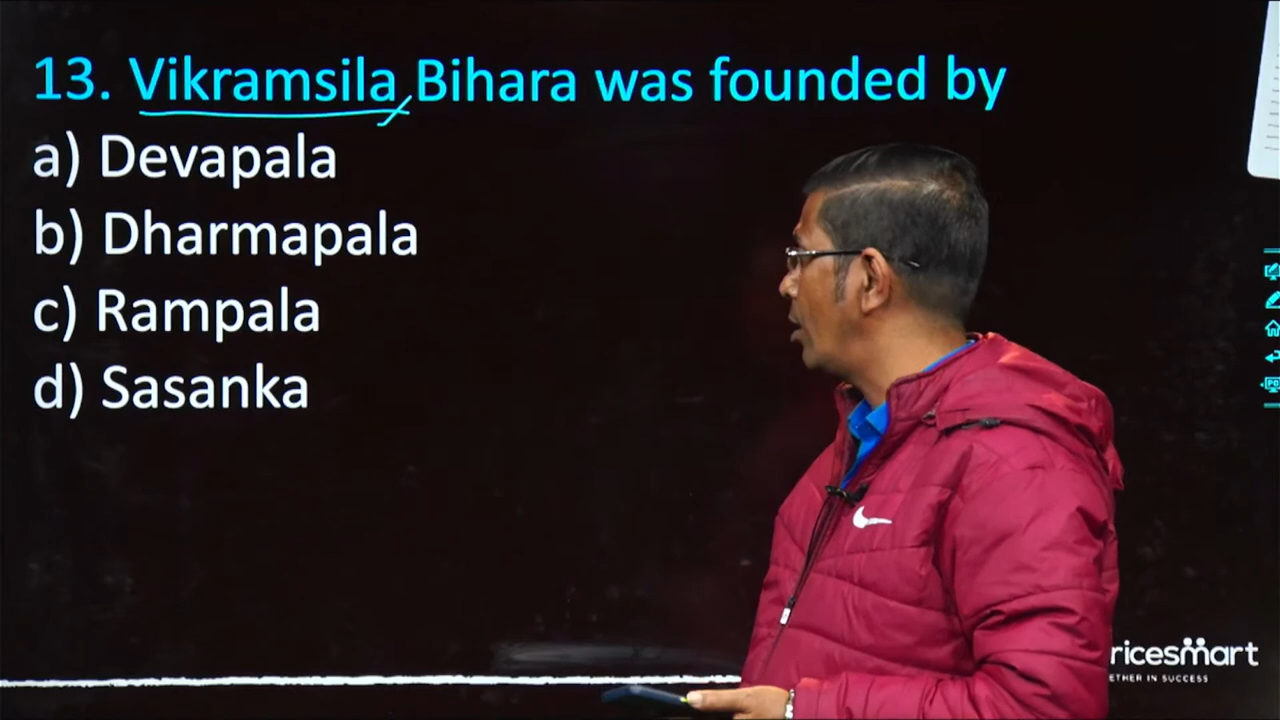 13. Vikramsila Bihara was founded by
a) Devapala
b) Dharmapala
c) Rampala
d) Sasanka
ricesmart
ETHER IN SUCCESS